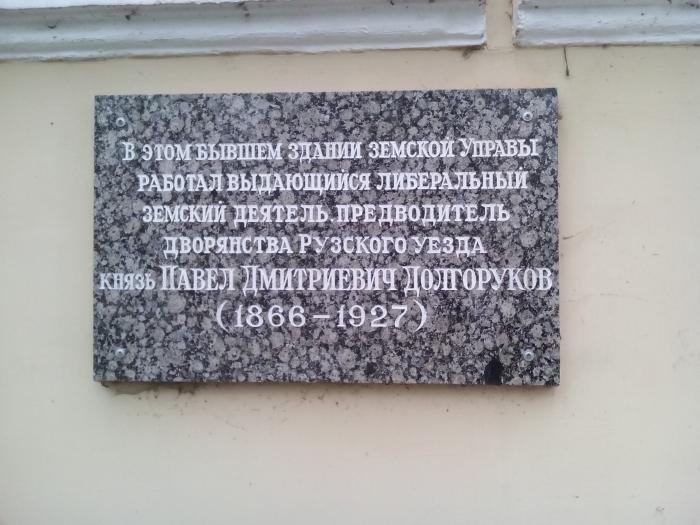 В этом бывшем здании земской Управы
работал выдающийся либеральный
земский деятель, предводитель
дворянства Рузского уезда
князь Павел Дмитриевич Долгоруков
(1866-1927)